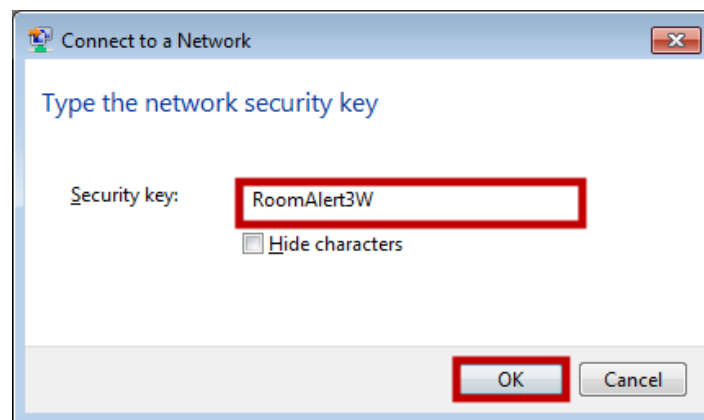 Connect to a Network
Type the network security key
Security key: RoomAlert3W
Hide characters
OK Cancel